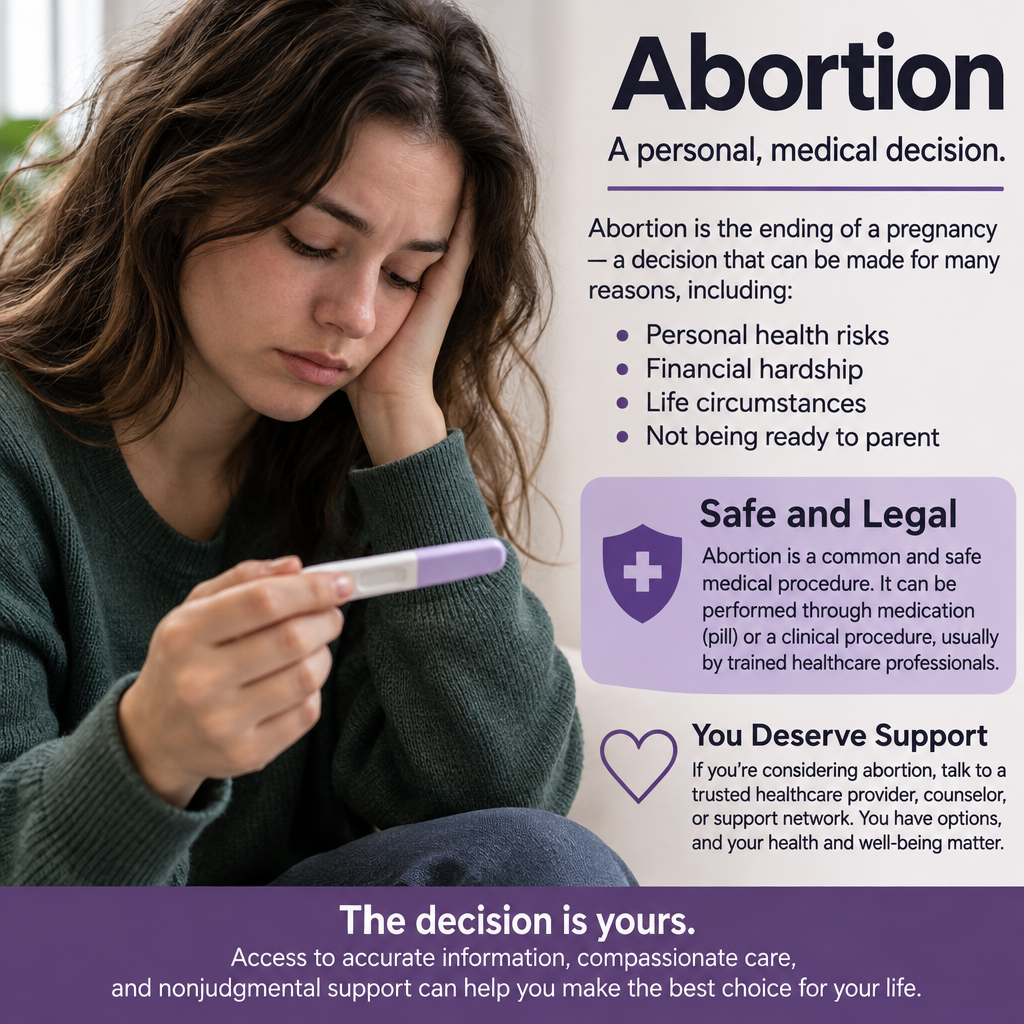 Abortion
A personal, medical decision.
Abortion is the ending of a pregnancy
— a decision that can be made for many
reasons, including:
• Personal health risks
• Financial hardship
• Life circumstances
• Not being ready to parent
Safe and Legal
Abortion is a common and safe
medical procedure. It can be
performed through medication
(pill) or a clinical procedure, usually
by trained healthcare professionals.
You Deserve Support
If you're considering abortion, talk to a
trusted healthcare provider, counselor,
or support network. You have options,
and your health and well-being matter.
The decision is yours.
Access to accurate information, compassionate care,
and nonjudgmental support can help you make the best choice for your life.